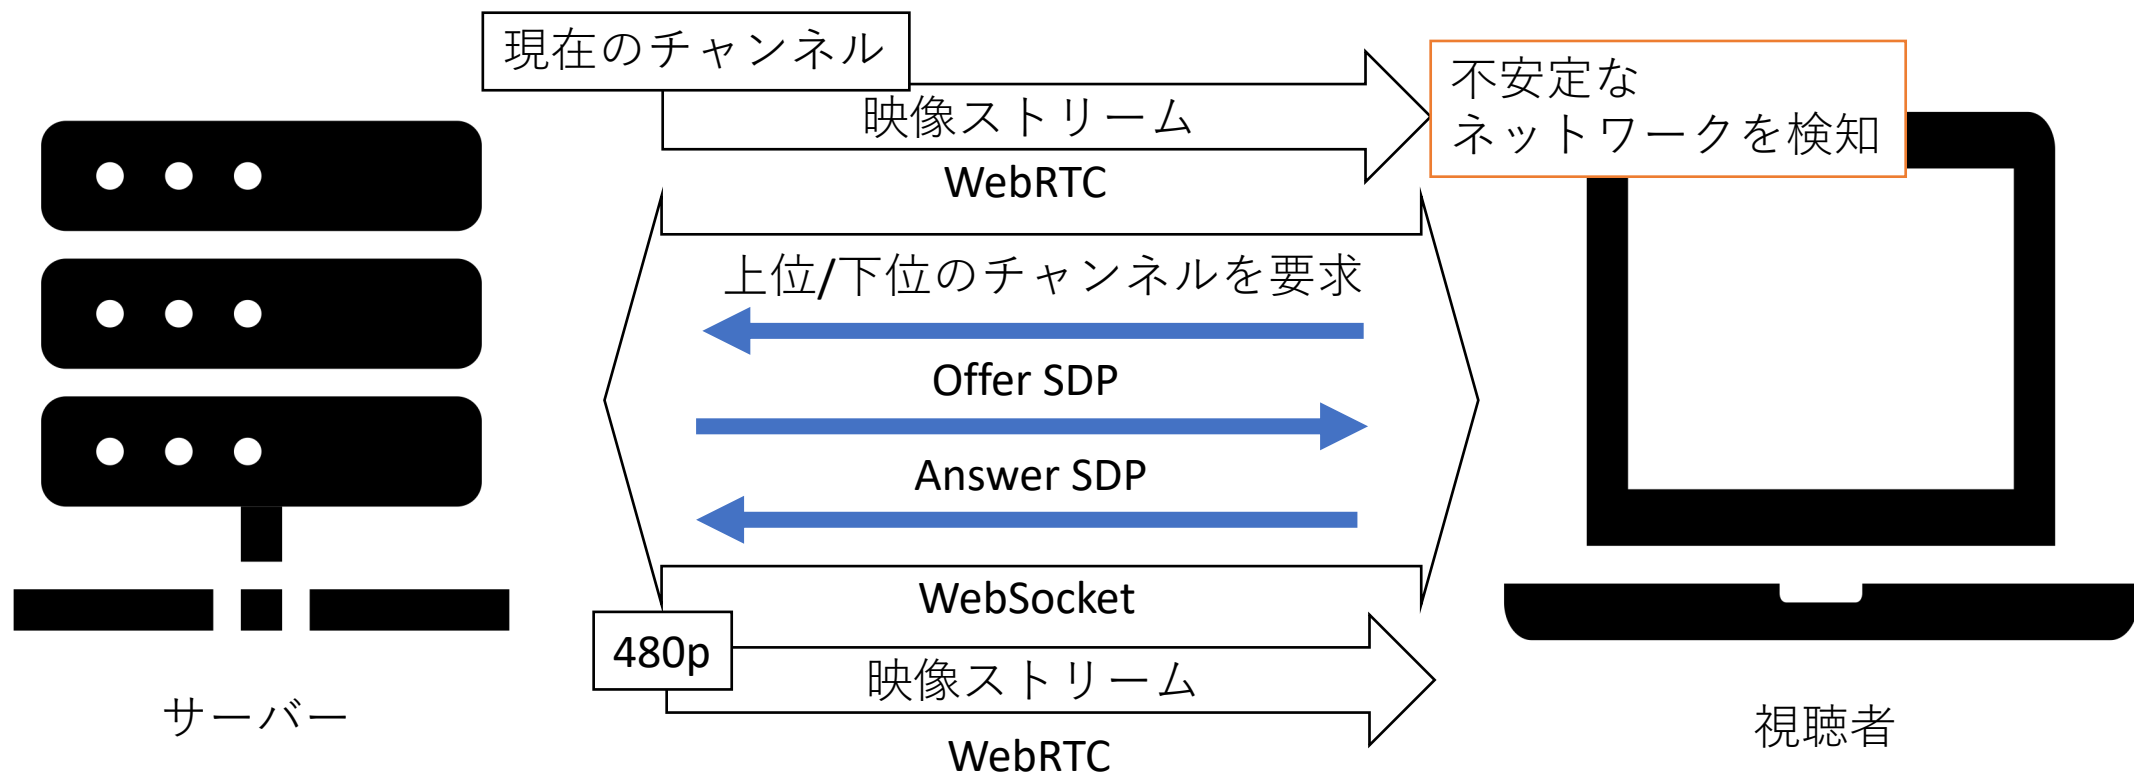 現在のチャンネル
映像ストリーム
WebRTC
不安定な
ネットワークを検知
上位/下位のチャンネルを要求
Offer SDP
Answer SDP
WebSocket
480p
映像ストリーム
WebRTC
サーバー
視聴者